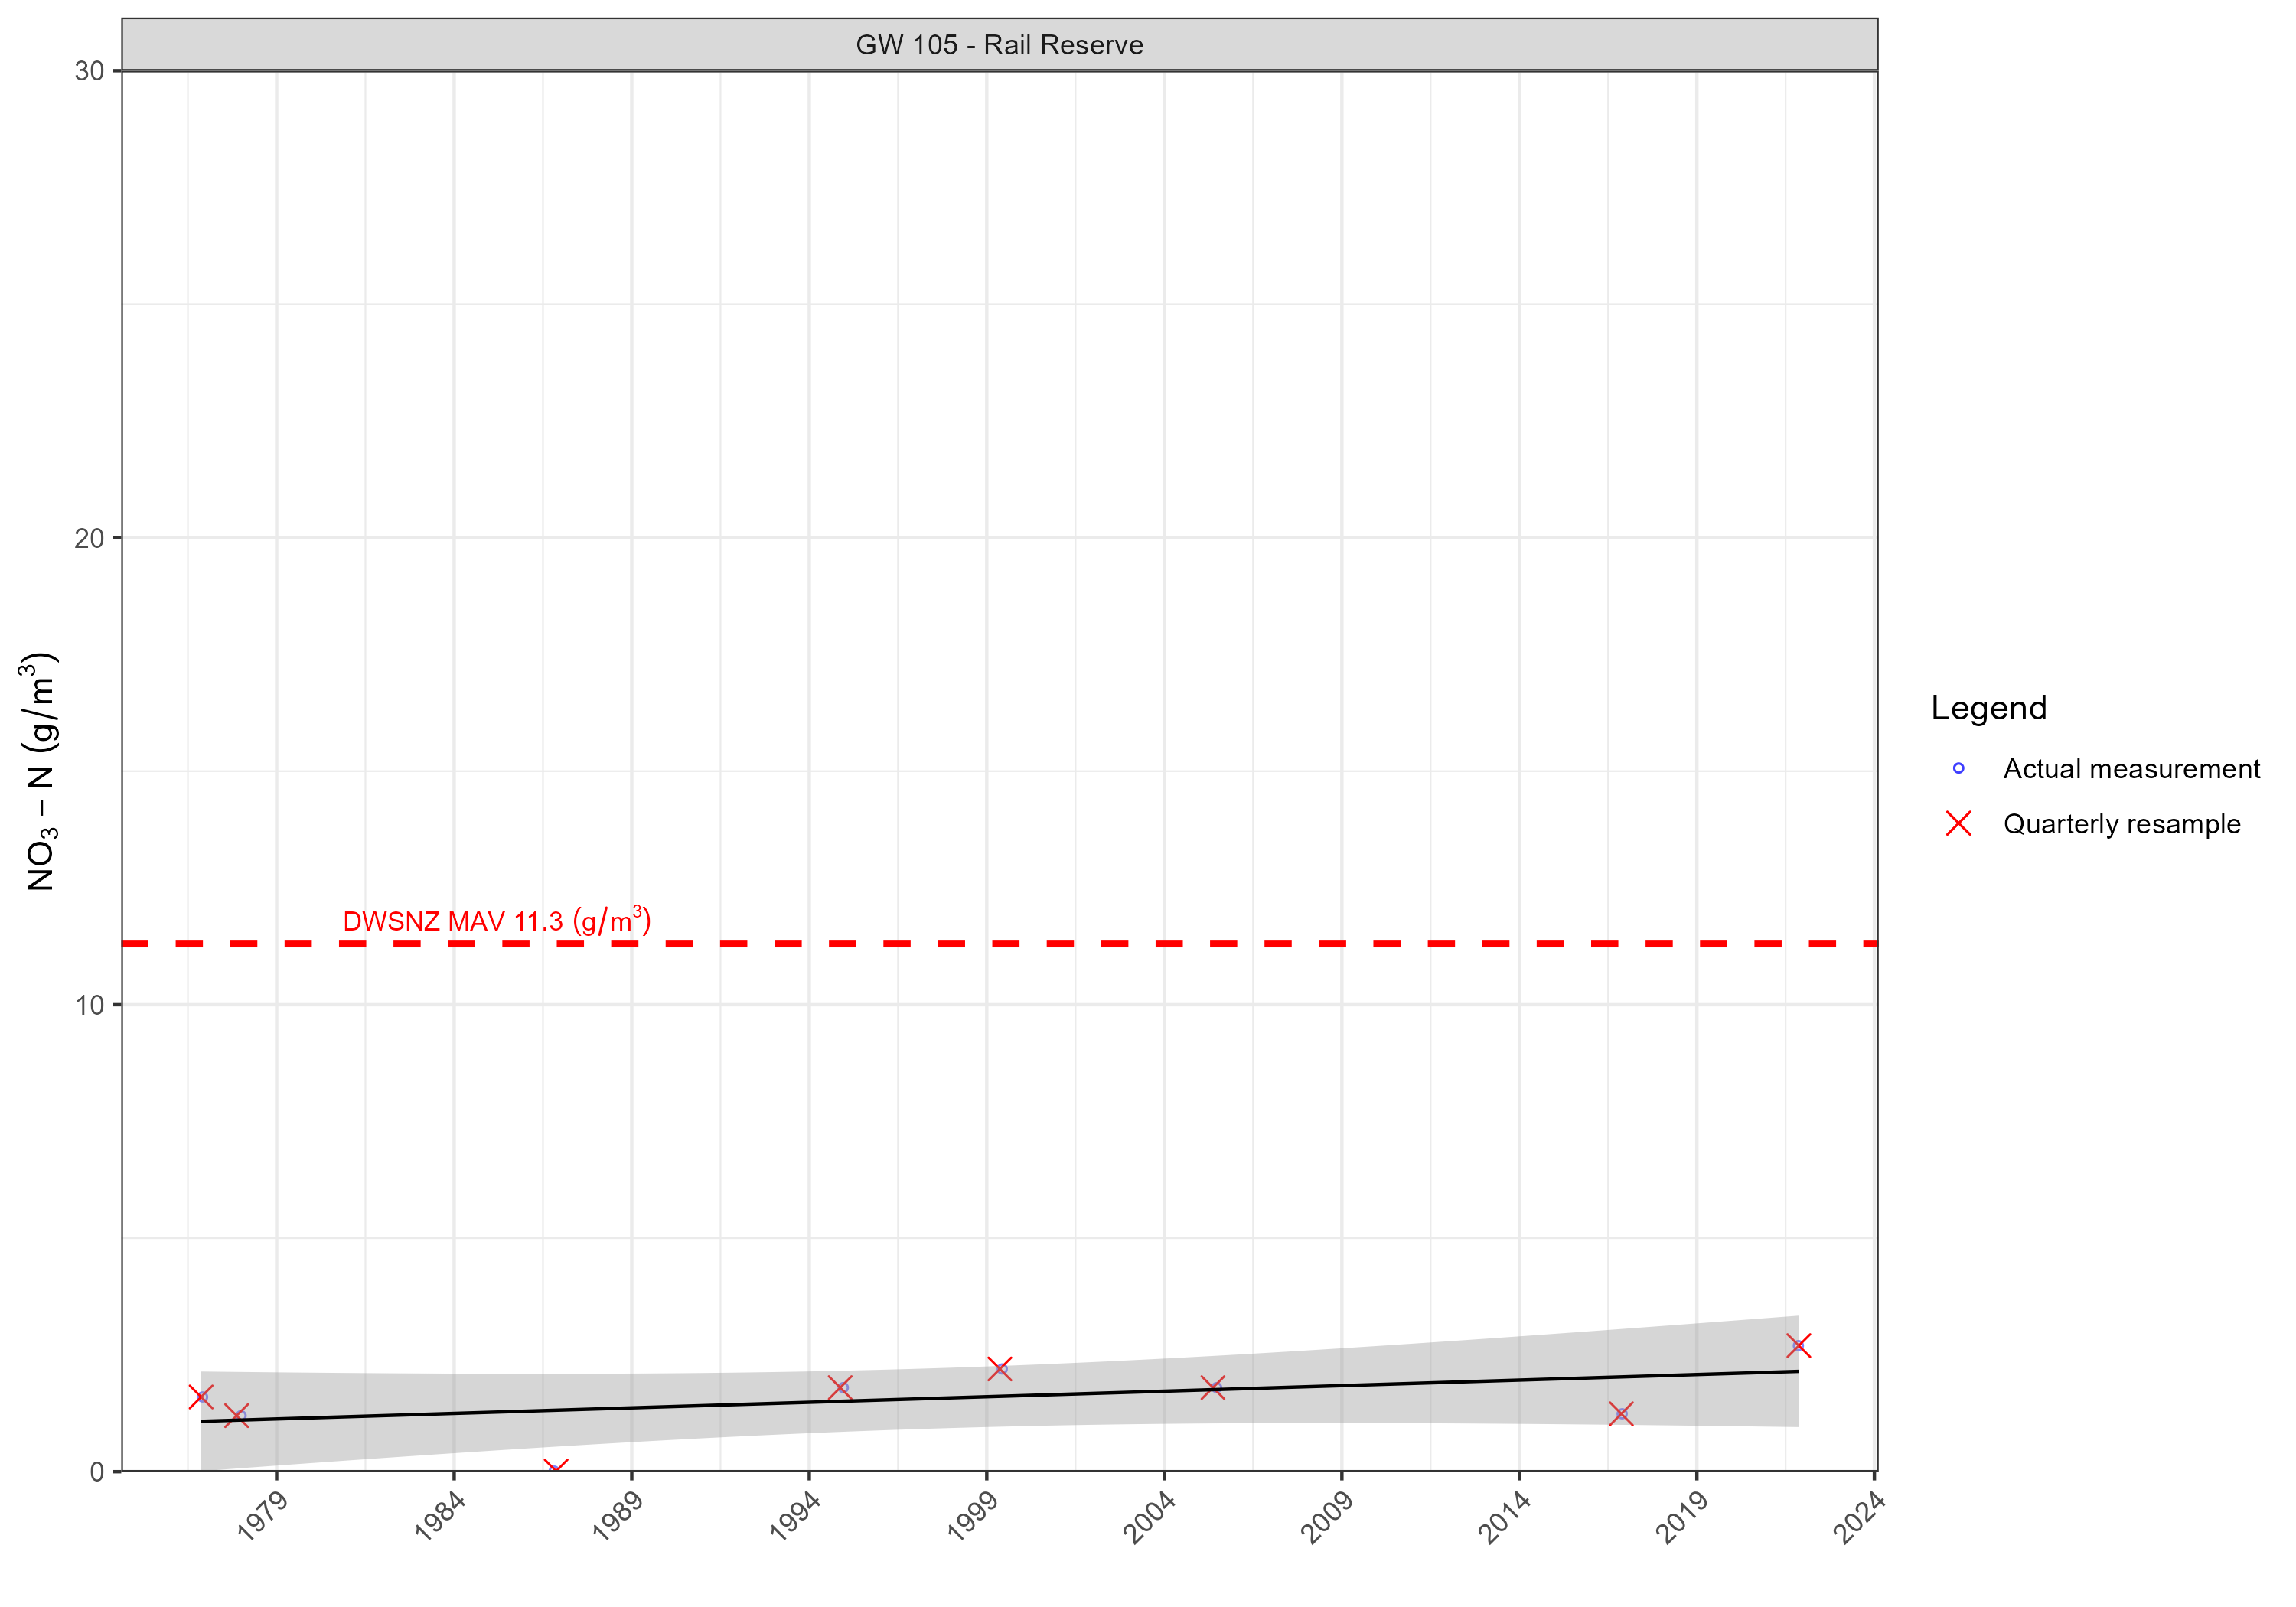 GW 105 - Rail Reserve
30
20
10
0
NO₃ – N (g/m³)
DWSNZ MAV 11.3 (g/m³)
1979
1984
1989
1994
1999
2004
2009
2014
2019
2024
Legend
Actual measurement
Quarterly resample